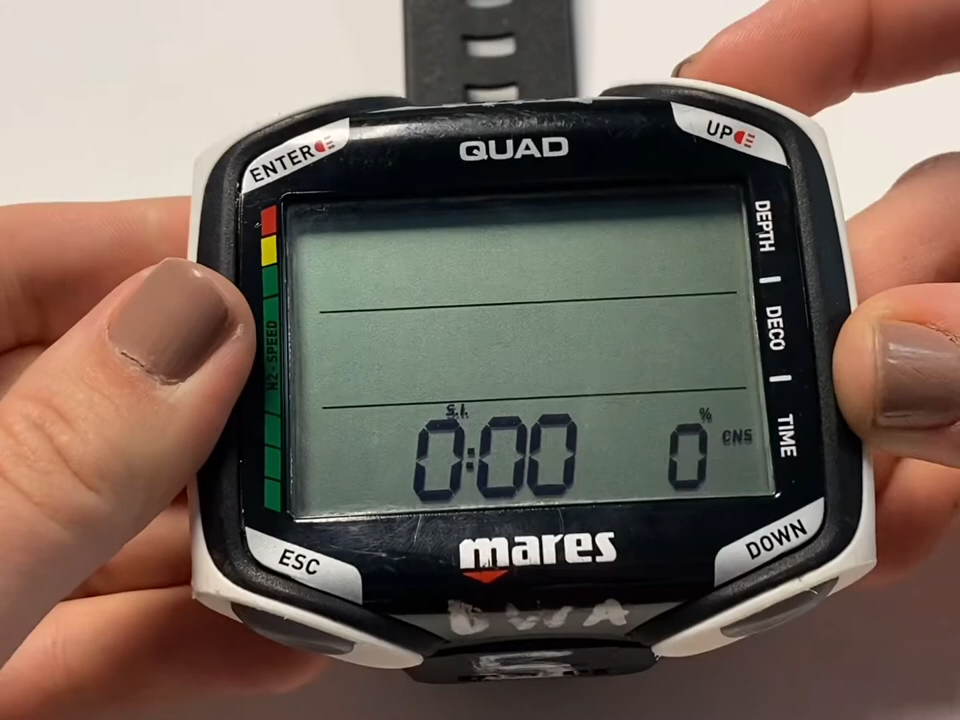 QUAD
ENTER
UP
DEPTH
DECO
TIME
N2-SPEED
S.I.
0:00
%
0
CNS
ESC
mares
DOWN